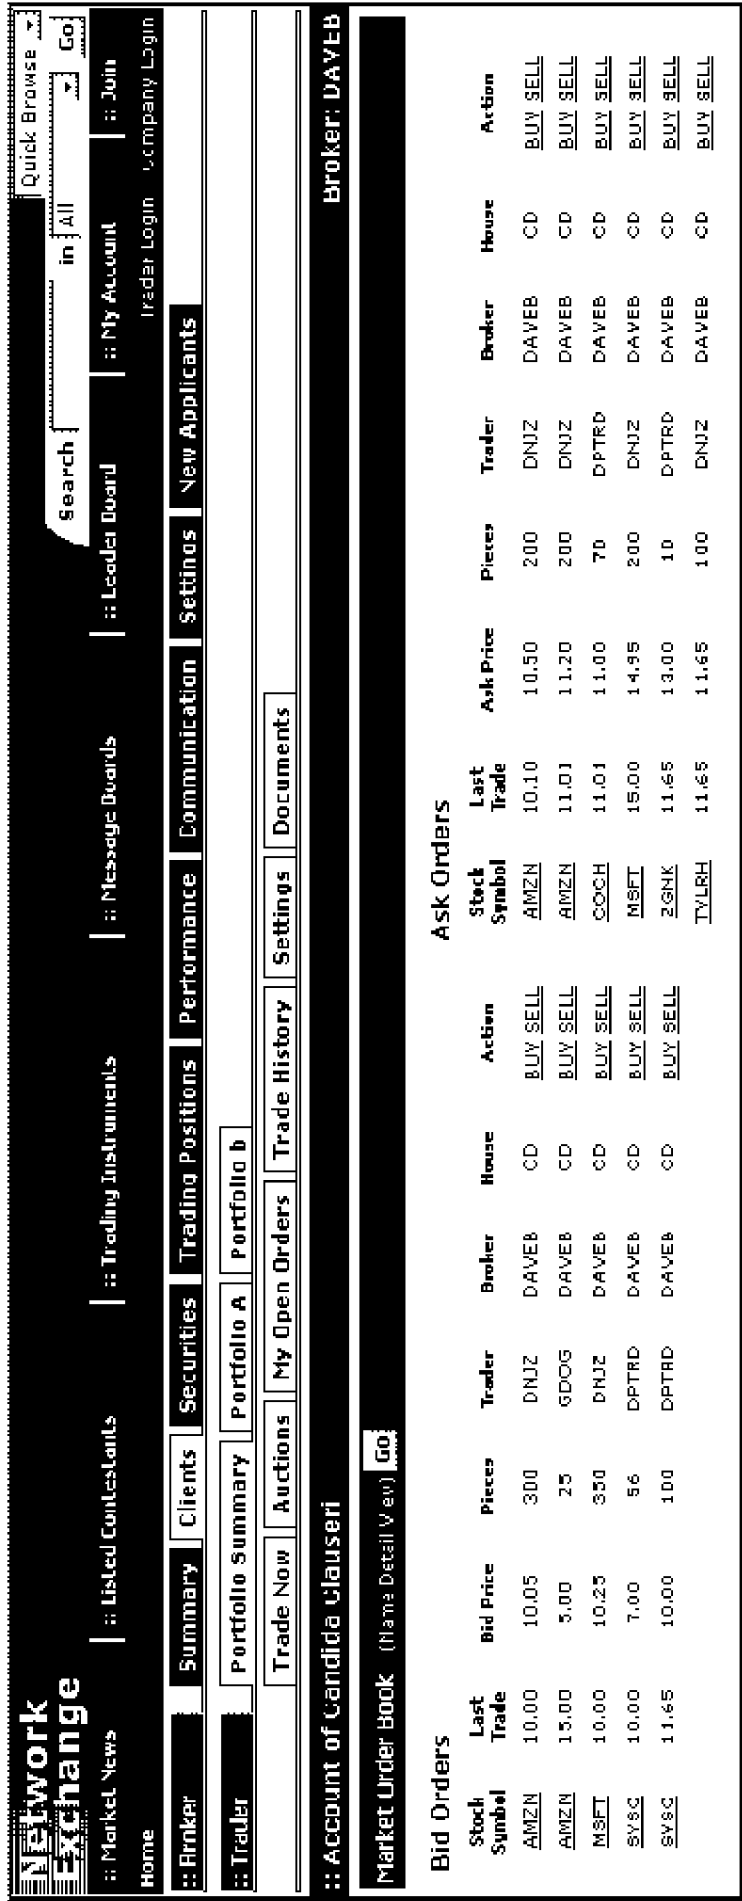 Network
Exchange
Quick Browse
Search in All Go
:: Market News :: Listed Contestants :: Trading Instruments :: Message Boards :: Leader Board :: My Account :: Join
Home Trader Login Company Login
:: Broker Summary Clients Securities Trading Positions Performance Communication Settings New Applicants
:: Trader Portfolio Summary Portfolio A Portfolio b
Trade Now Auctions My Open Orders Trade History Settings Documents
:: Account of Candida Clauseri Broker: DAVEB
Market Order Book (Name Detail View) Go
Bid Orders
Stock Symbol Last Trade Bid Price Pieces Trader Broker House Action
AMZN 10.00 10.05 300 DNJZ DAVEB CD BUY SELL
AMZN 15.00 5.00 25 GDOG DAVEB CD BUY SELL
MSFT 10.00 10.25 350 DNJZ DAVEB CD BUY SELL
SYSC 10.00 7.00 56 DPTRD DAVEB CD BUY SELL
SYSC 11.65 10.00 100 DPTRD DAVEB CD BUY SELL
Ask Orders
Stock Symbol Last Trade Ask Price Pieces Trader Broker House Action
AMZN 10.10 10.50 200 DNJZ DAVEB CD BUY SELL
AMZN 11.01 11.20 200 DNJZ DAVEB CD BUY SELL
COCH 11.01 11.00 70 DPTRD DAVEB CD BUY SELL
MSFT 15.00 14.95 200 DNJZ DAVEB CD BUY SELL
2GNK 11.65 13.00 10 DPTRD DAVEB CD BUY SELL
TVLRH 11.65 11.65 100 DNJZ DAVEB CD BUY SELL